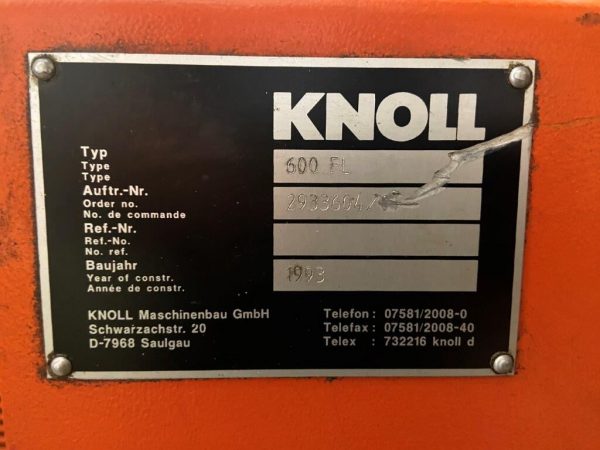 KNOLL
Typ
Type
Type
600 FL
Auftr.-Nr.
Order no.
No. de commande
Ref.-Nr.
Ref.-No.
No. ref.
Baujahr
Year of constr.
Année de constr.
1993
KNOLL Maschinenbau GmbH
Schwarzachstr. 20
D-7968 Saulgau
Telefon : 07581/2008-0
Telefax : 07581/2008-40
Telex : 732216 knoll d